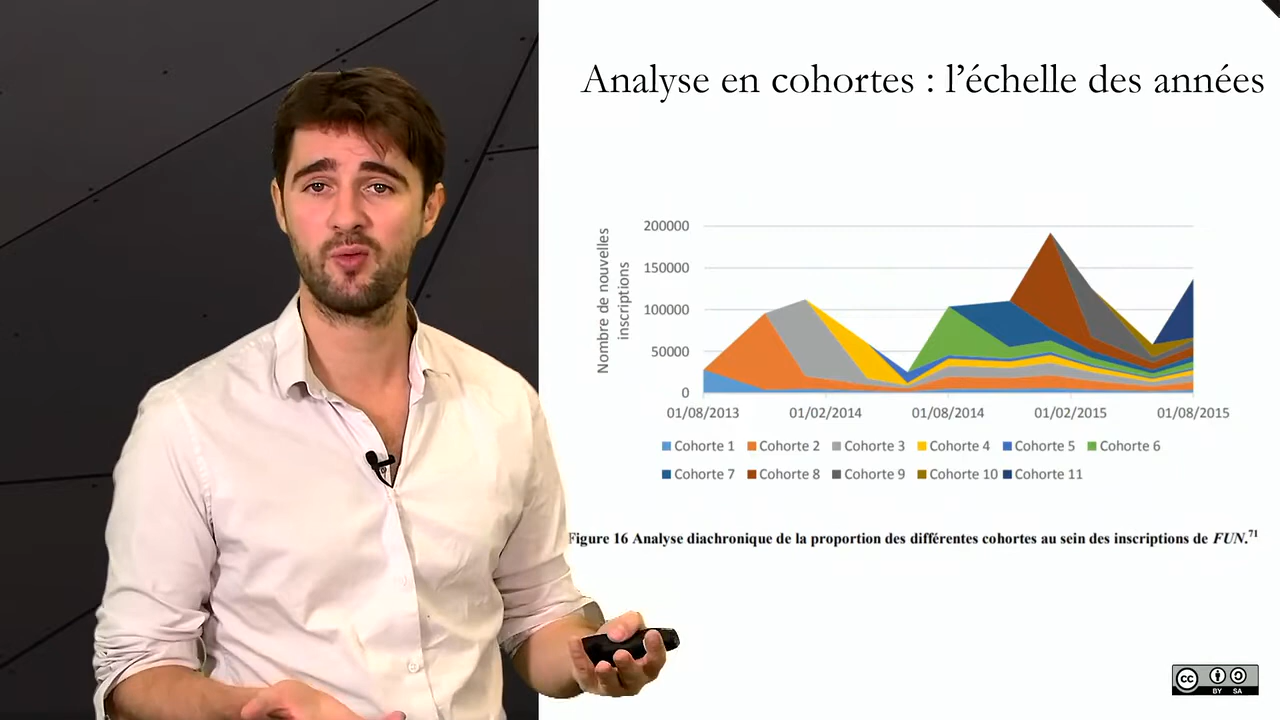 Analyse en cohortes : l’échelle des années
Nombre de nouvelles
inscriptions
200000
150000
100000
50000
0
01/08/2013 01/02/2014 01/08/2014 01/02/2015 01/08/2015
Cohorte 1 Cohorte 2 Cohorte 3 Cohorte 4 Cohorte 5 Cohorte 6
Cohorte 7 Cohorte 8 Cohorte 9 Cohorte 10 Cohorte 11
Figure 16 Analyse diachronique de la proportion des différentes cohortes au sein des inscriptions de FUN.71
cc BY SA